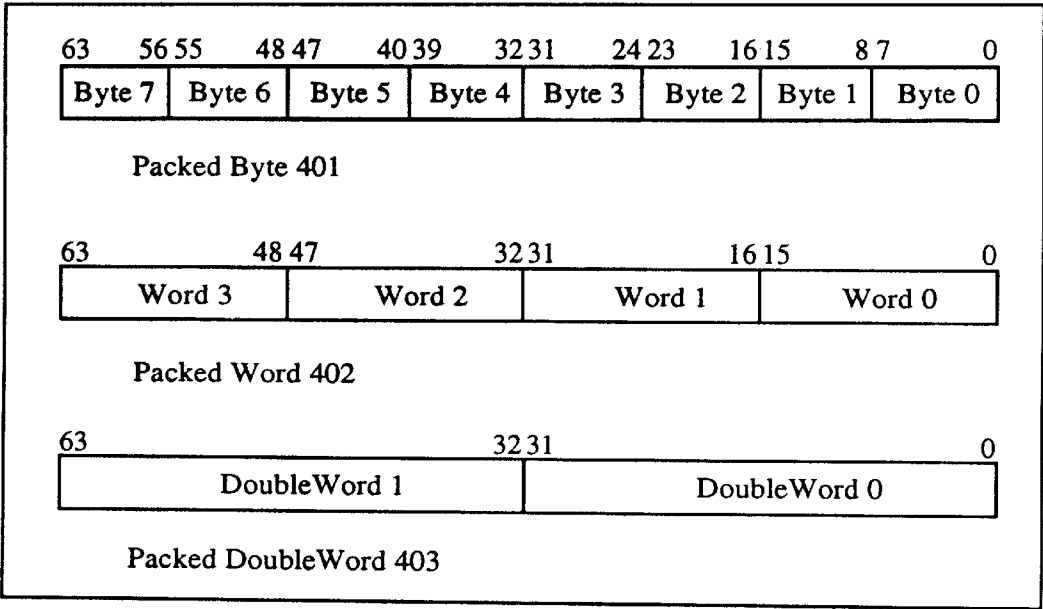 63 56 55 48 47 40 39 32 31 24 23 16 15 8 7 0
Byte 7 Byte 6 Byte 5 Byte 4 Byte 3 Byte 2 Byte 1 Byte 0
Packed Byte 401
63 48 47 32 31 16 15 0
Word 3 Word 2 Word 1 Word 0
Packed Word 402
63 32 31 0
DoubleWord 1 DoubleWord 0
Packed DoubleWord 403